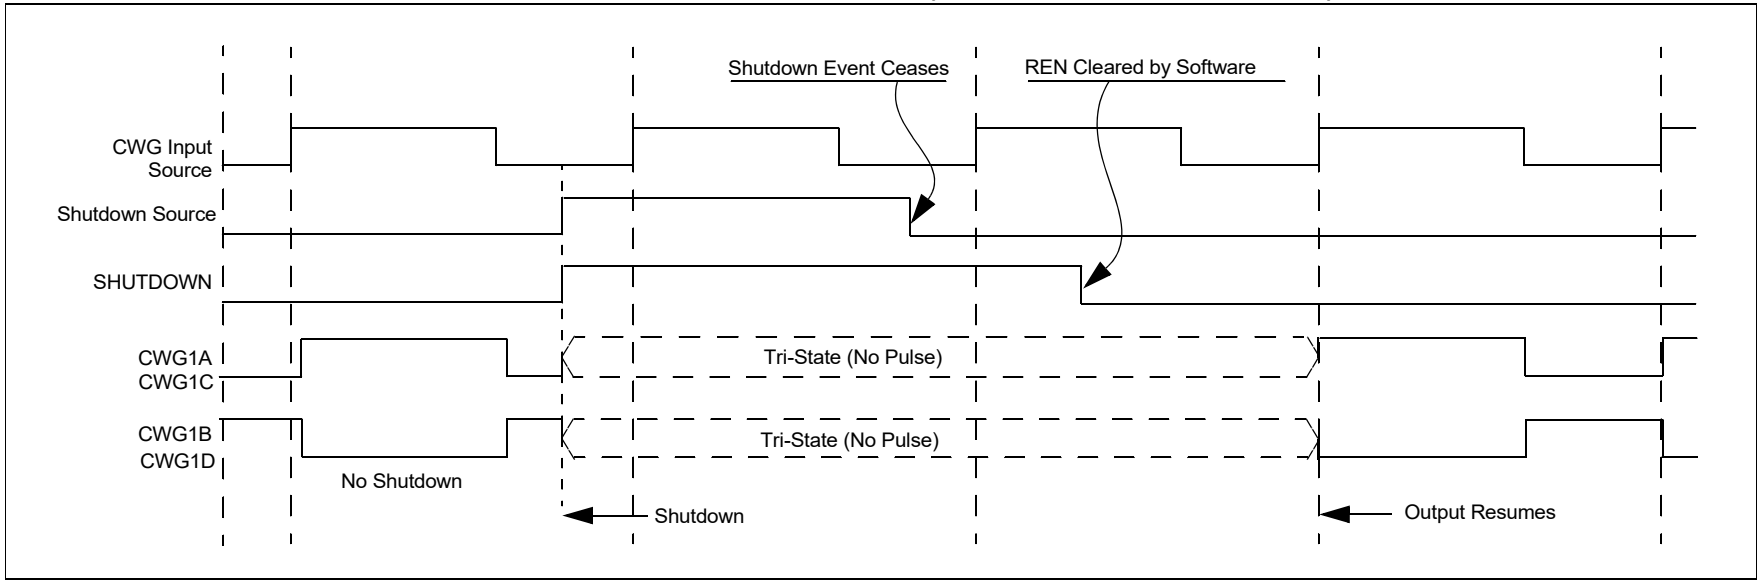 Shutdown Event Ceases
REN Cleared by Software
CWG Input
Source
Shutdown Source
SHUTDOWN
CWG1A
CWG1C
Tri-State (No Pulse)
CWG1B
CWG1D
Tri-State (No Pulse)
No Shutdown
Shutdown
Output Resumes